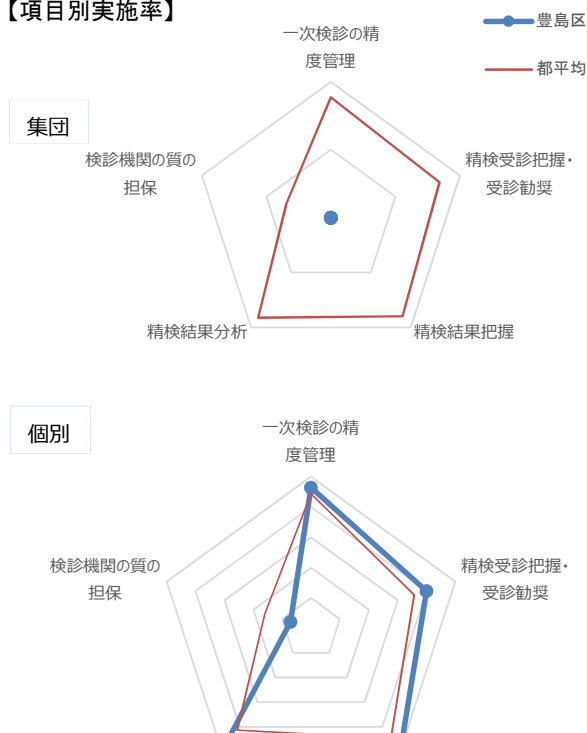 【項目別実施率】
豊島区
都平均
集団
一次検診の精
度管理
精検受診把握・
受診勧奨
精検結果把握
精検結果分析
検診機関の質の
担保
個別
一次検診の精
度管理
精検受診把握・
受診勧奨
検診機関の質の
担保